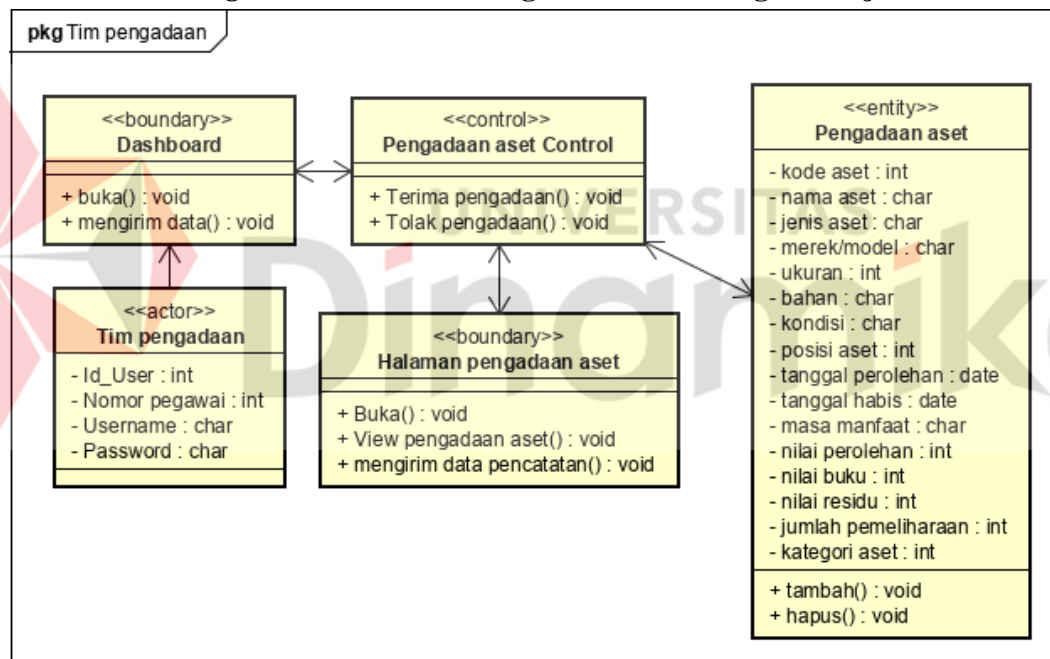 pkg Tim pengadaan
<<boundary>>
Dashboard
+ buka() : void
+ mengirim data() : void
<<control>>
Pengadaan aset Control
+ Terima pengadaan() : void
+ Tolak pengadaan() : void
<<entity>>
Pengadaan aset
- kode aset : int
- nama aset : char
- jenis aset : char
- merek/model : char
- ukuran : int
- bahan : char
- kondisi : char
- posisi aset : int
- tanggal perolehan : date
- tanggal habis : date
- masa manfaat : char
- nilai perolehan : int
- nilai buku : int
- nilai residu : int
- jumlah pemeliharaan : int
- kategori aset : int
+ tambah() : void
+ hapus() : void
<<actor>>
Tim pengadaan
- Id_User : int
- Nomor pegawai : int
- Username : char
- Password : char
<<boundary>>
Halaman pengadaan aset
+ Buka() : void
+ View pengadaan aset() : void
+ mengirim data pencatatan() : void
UNIVERSITAS
Dinamika